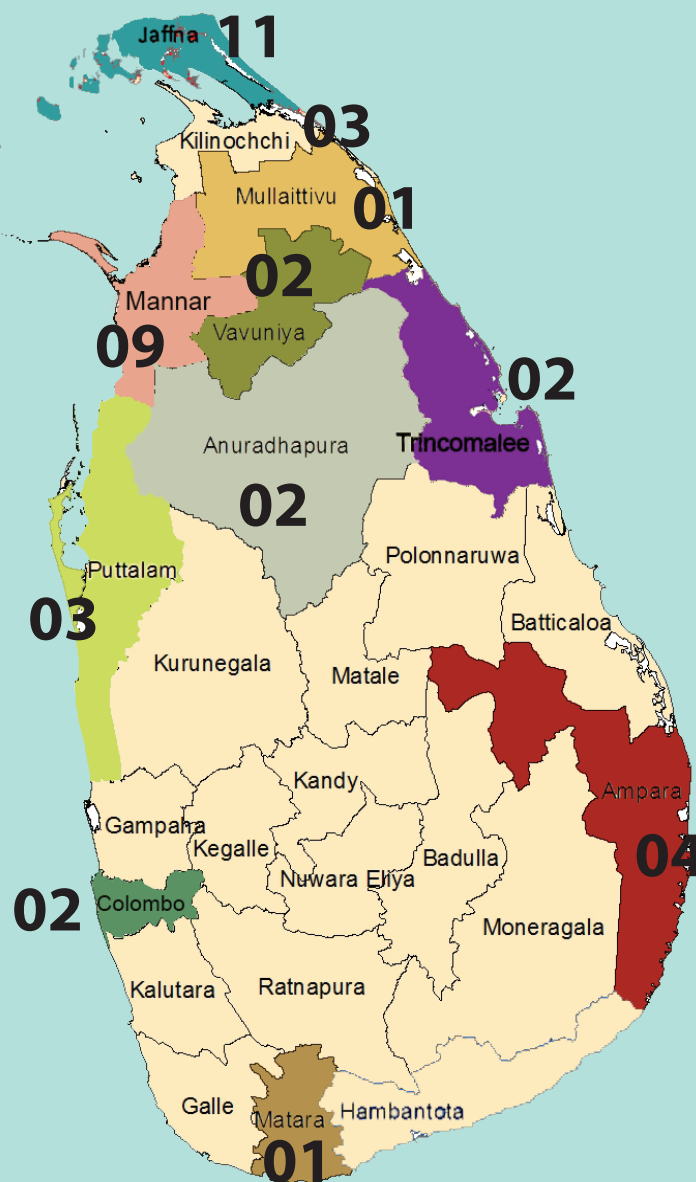 Jaffna 11
Kilinochchi 03
Mullaittivu 01
02
Mannar
Vavuniya
09
02
Anuradhapura
Trincomalee
02
Polonnaruwa
Puttalam
03
Batticaloa
Kurunegala
Matale
Kandy
Ampara
Gampaha
Kegalle
Badulla
04
Nuwara Eliya
02 Colombo
Moneragala
Kalutara
Ratnapura
Galle
Matara
Hambantota
01